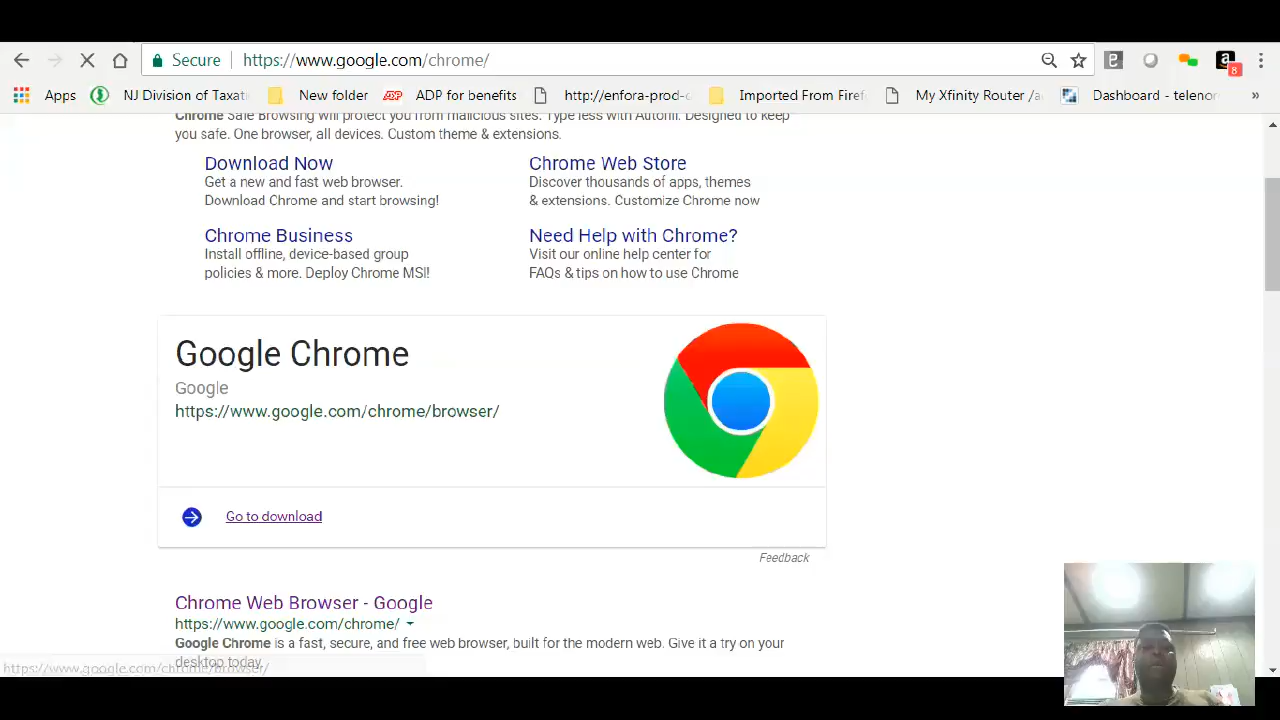 Secure https://www.google.com/chrome/
a 8
Apps NJ Division of Taxati New folder ADP ADP for benefits http://enfora-prod-c Imported From Firef My Xfinity Router /a Dashboard - telenor »
Chrome Safe Browsing will protect you from malicious sites. Type less with Autofill. Designed to keep
you safe. One browser, all devices. Custom theme & extensions.
Download Now
Get a new and fast web browser.
Download Chrome and start browsing!
Chrome Web Store
Discover thousands of apps, themes
& extensions. Customize Chrome now
Chrome Business
Install offline, device-based group
policies & more. Deploy Chrome MSI!
Need Help with Chrome?
Visit our online help center for
FAQs & tips on how to use Chrome
Google Chrome
Google
https://www.google.com/chrome/browser/
Go to download
Feedback
Chrome Web Browser - Google
https://www.google.com/chrome/
Google Chrome is a fast, secure, and free web browser, built for the modern web. Give it a try on your
desktop today.
https://www.google.com/chrome/browser/